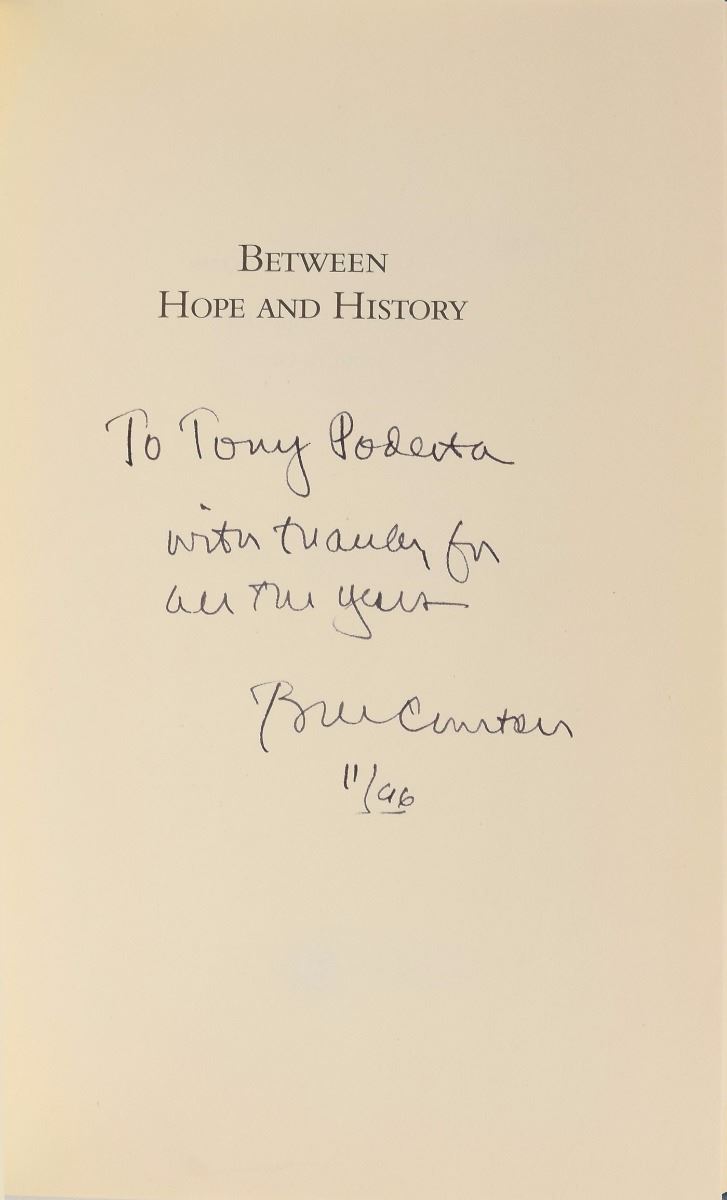 BETWEEN
HOPE AND HISTORY
To Tony Podesta
with thanks for
all the years
Bill Clinton
11/96